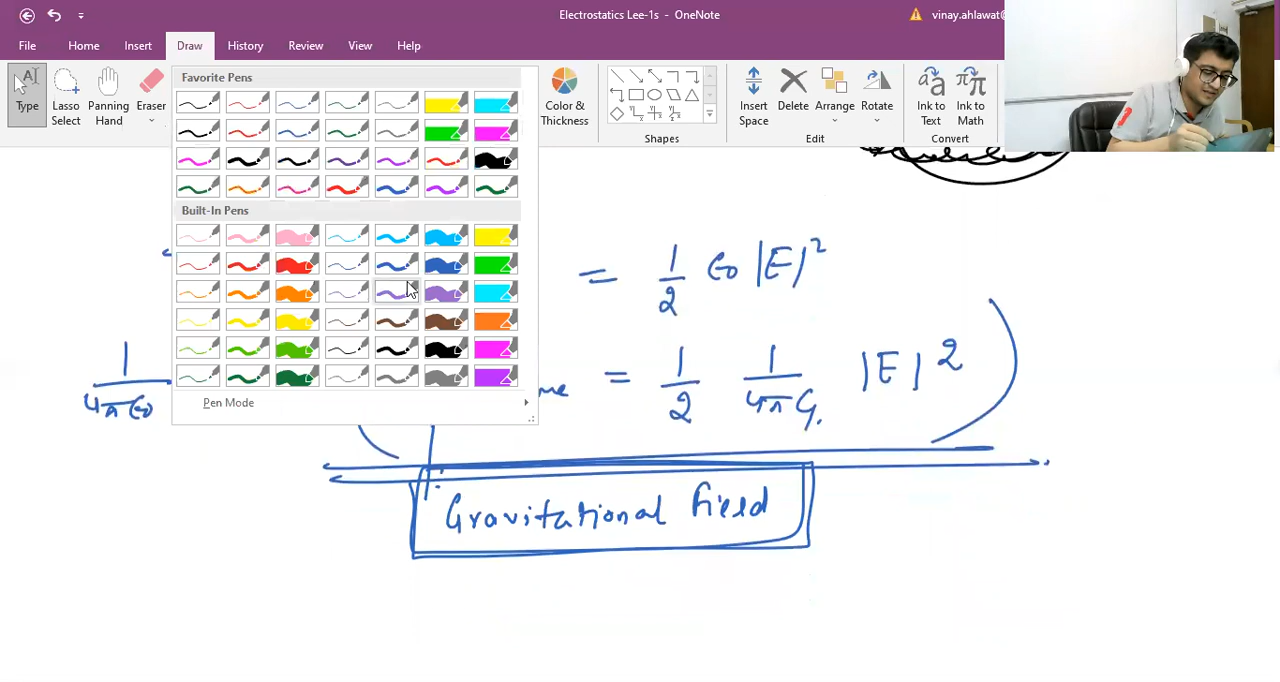 Electrostatics Lee-1s - OneNote
vinay.ahlawat@
File Home Insert Draw History Review View Help
Type
Lasso Select
Panning Hand
Eraser
Favorite Pens
Built-In Pens
Pen Mode
Color & Thickness
Shapes
Insert Space
Delete
Arrange
Rotate
Edit
Ink to Text
Ink to Math
Convert
= 1/2 ϵ0 |E|²
1/4πϵ0
me = 1/2 1/4πG |E|²
Gravitational field